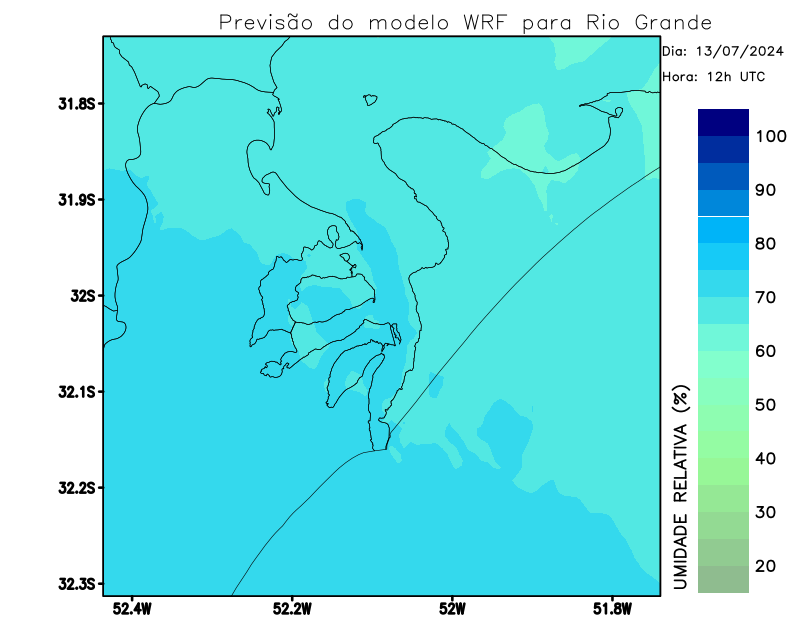 Previsão do modelo WRF para Rio Grande
Dia: 13/07/2024
Hora: 12h UTC
31.8S
31.9S
32S
32.1S
32.2S
32.3S
52.4W
52.2W
52W
51.8W
100
90
80
70
60
50
40
30
20
UMIDADE RELATIVA (%)